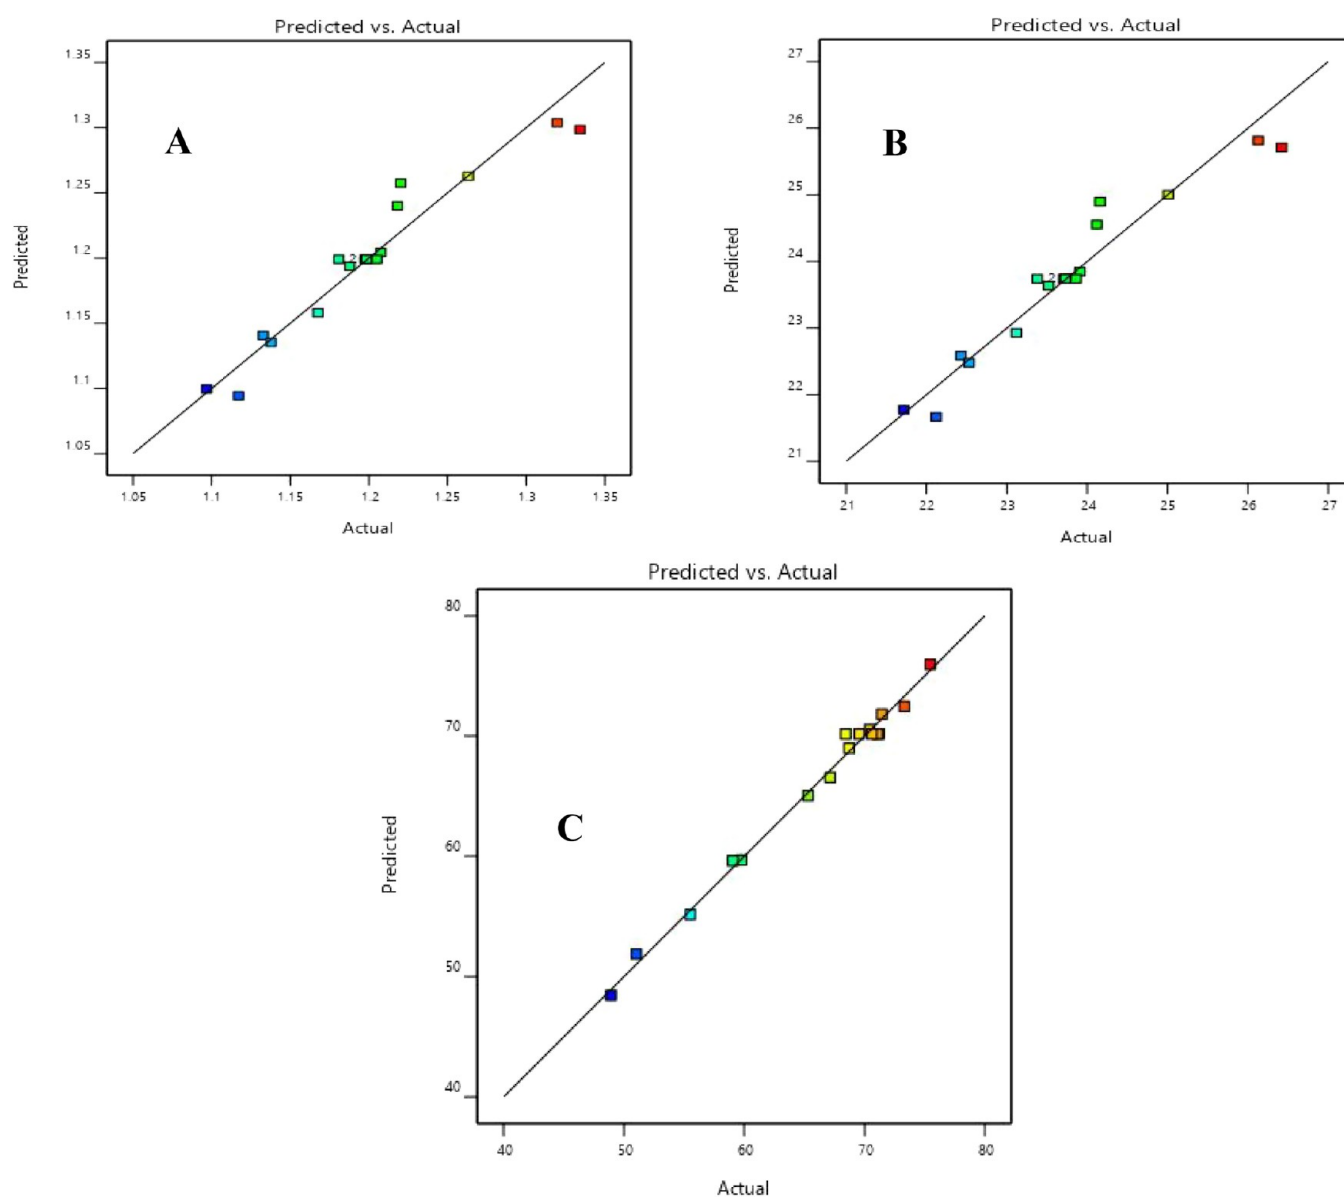 Predicted vs. Actual
1.35
1.3
1.25
1.2
1.15
1.1
1.05
Predicted
A
2
1.05 1.1 1.15 1.2 1.25 1.3 1.35
Actual
Predicted vs. Actual
27
26
25
24
23
22
21
Predicted
B
2
21 22 23 24 25 26 27
Actual
Predicted vs. Actual
80
70
60
50
40
Predicted
C
40 50 60 70 80
Actual